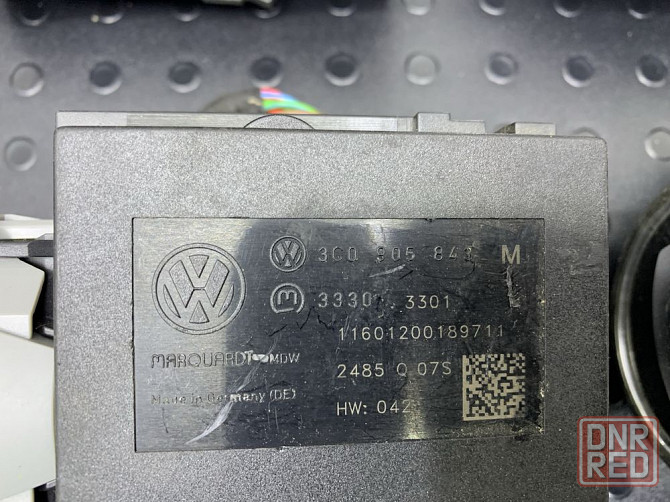 3C0 905 843 M
3330 . 3301
11601200189711
MARQUARDT MDW
2485 Q 07S
Made in Germany (DE)
HW: 042
DNR
RED